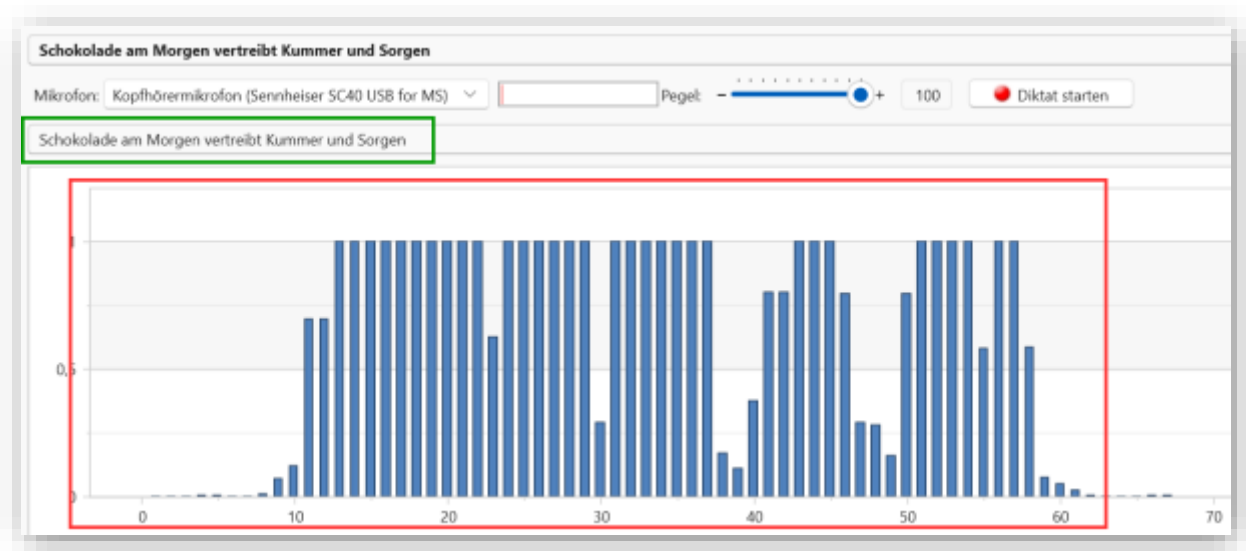 Schokolade am Morgen vertreibt Kummer und Sorgen
Mikrofon: Kopfhörermikrofon (Sennheiser SC40 USB for MS) Pegel: - + 100 Diktat starten
Schokolade am Morgen vertreibt Kummer und Sorgen
1
0,5
0
0 10 20 30 40 50 60 70